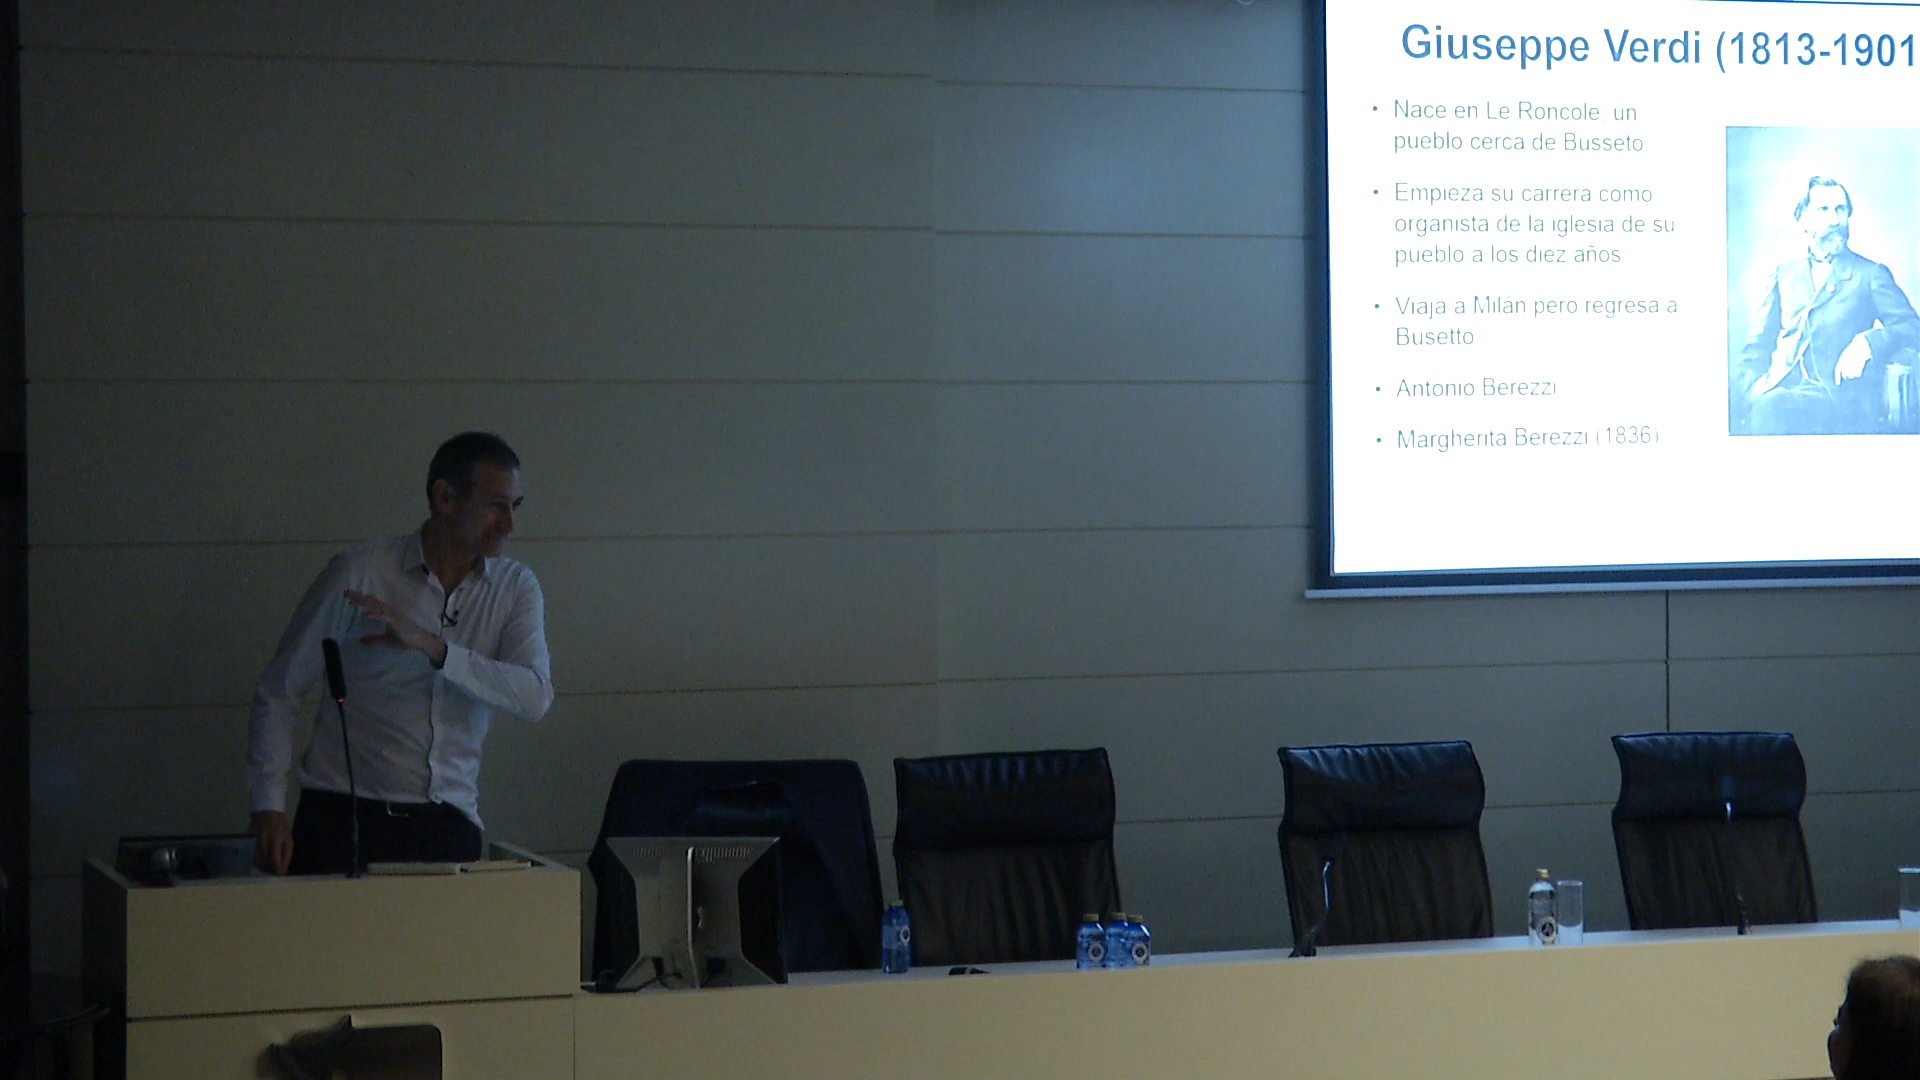 Giuseppe Verdi (1813-1901
Nace en Le Roncole, un
pueblo cerca de Busseto
Empieza su carrera como
organista de la iglesia de su
pueblo a los diez años
Viaja a Milán pero regresa a
Busetto
Antonio Berezzi
Margherita Berezzi (1836)